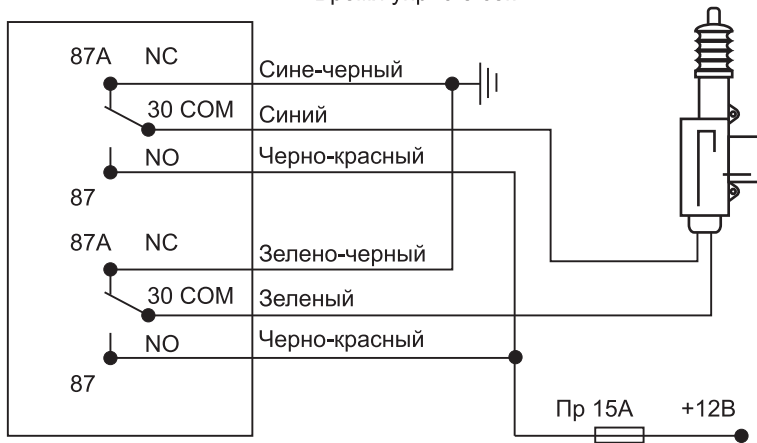 87A NC
Сине-черный
30 COM
Синий
NO
Черно-красный
87
87A NC
Зелено-черный
30 COM
Зеленый
NO
Черно-красный
87
Пр 15А +12В